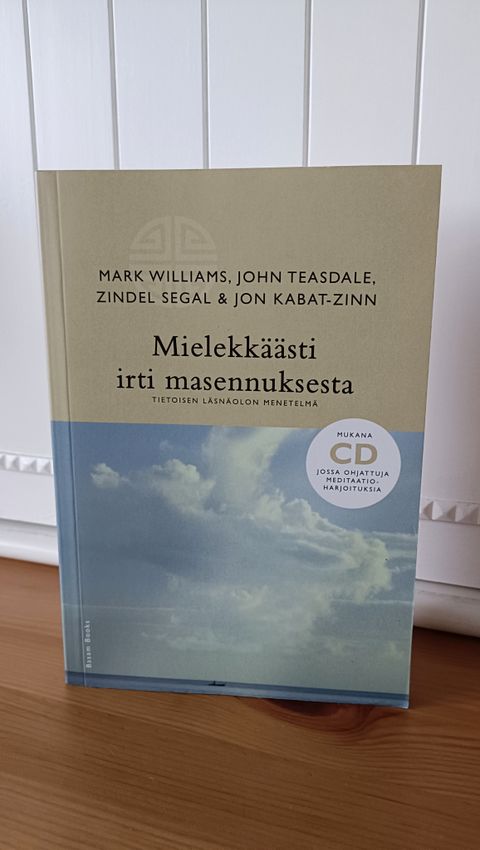 MARK WILLIAMS, JOHN TEASDALE,
ZINDEL SEGAL & JON KABAT-ZINN
Mielekkäästi
irti masennuksesta
TIETOISEN LÄSNÄOLON MENETELMÄ
MUKANA
CD
JOSSA OHJATTUJA
MEDITAATIO-
HARJOITUKSIA
Basam Books